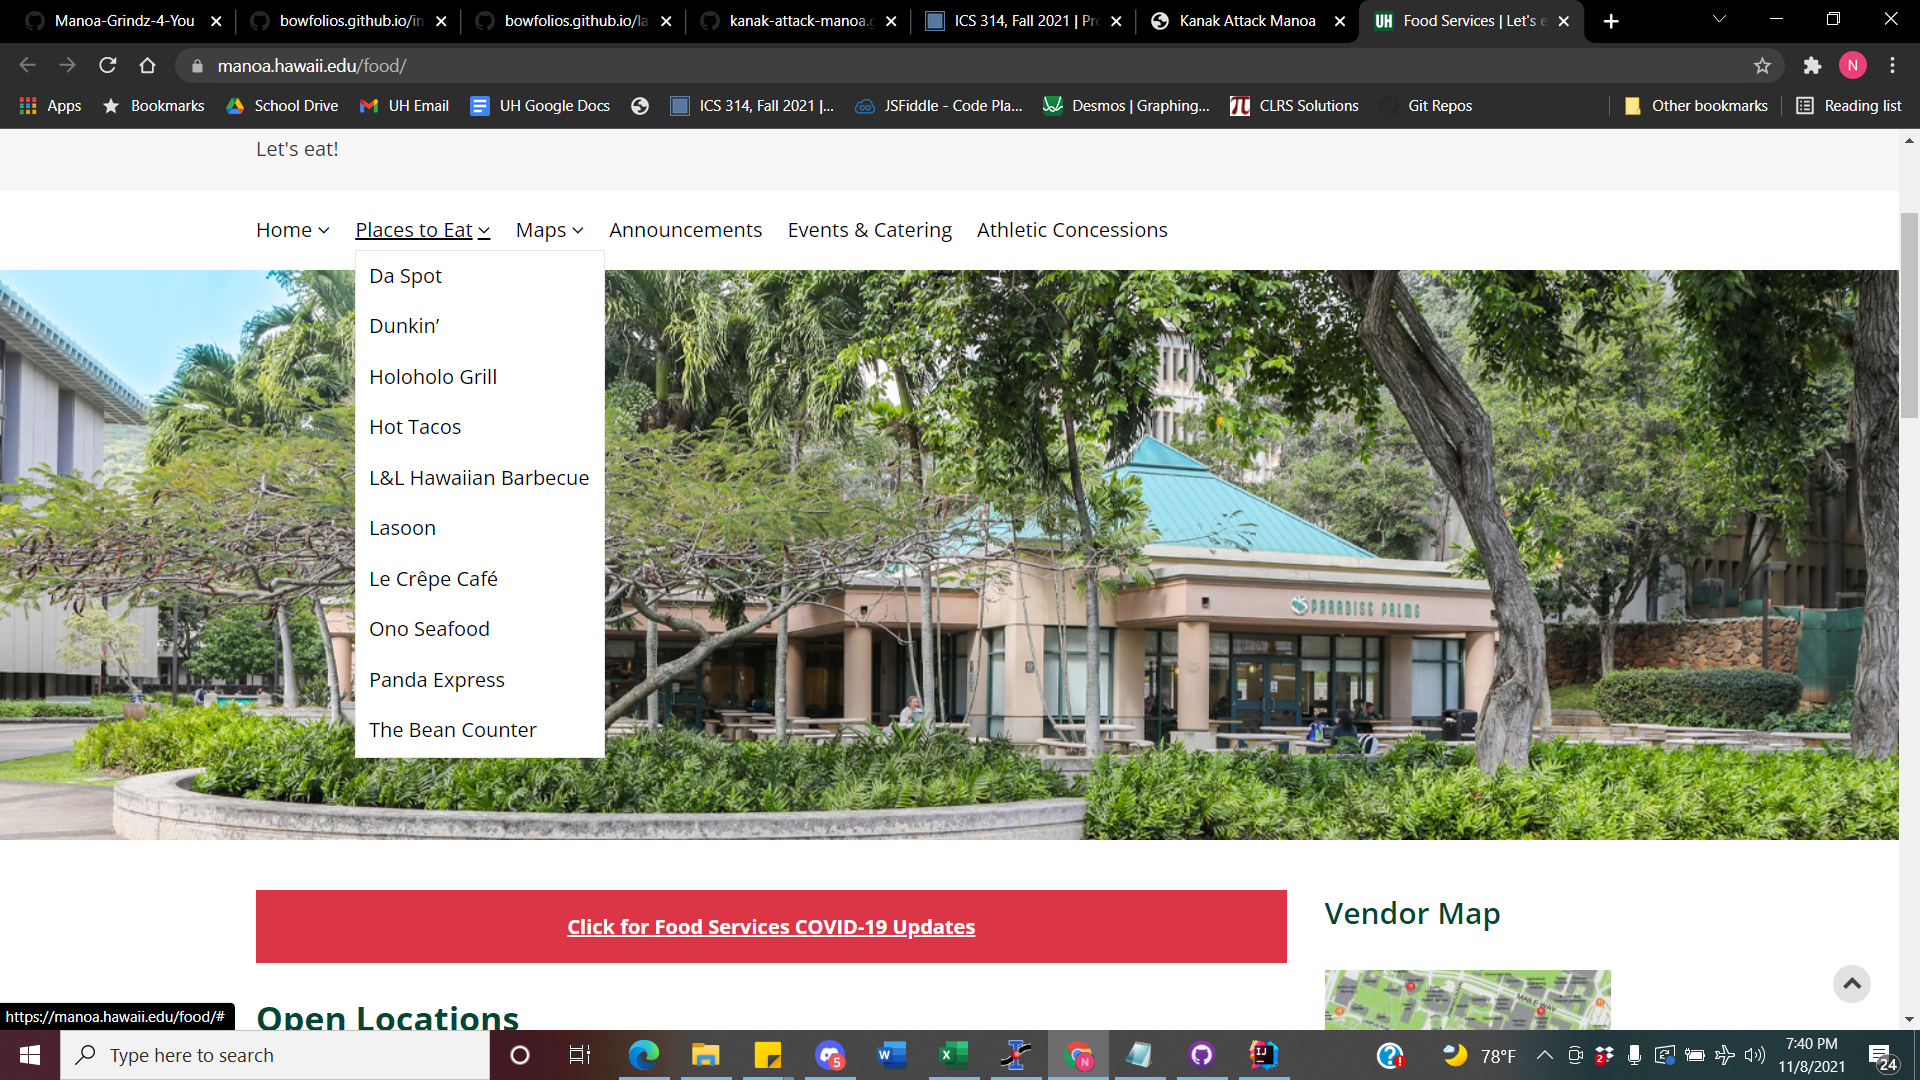 Manoa-Grindz-4-You
bowfolios.github.io/in
bowfolios.github.io/la
kanak-attack-manoa.g
ICS 314, Fall 2021 | Pr
Kanak Attack Manoa
UH
Food Services | Let's e
manoa.hawaii.edu/food/
N
Apps
Bookmarks
School Drive
UH Email
UH Google Docs
ICS 314, Fall 2021 |...
JSFiddle - Code Pla...
Desmos | Graphing...
CLRS Solutions
Git Repos
Other bookmarks
Reading list
Let's eat!
Home
Places to Eat
Maps
Announcements
Events & Catering
Athletic Concessions
Da Spot
Dunkin’
Holoholo Grill
Hot Tacos
L&L Hawaiian Barbecue
Lasoon
Le Crêpe Café
Ono Seafood
Panda Express
The Bean Counter
PARADISE PALMS
Click for Food Services COVID-19 Updates
Vendor Map
MAILE WAY
Open Locations
https://manoa.hawaii.edu/food/#
Type here to search
5
W
X
N
IJ
78°F
2
7:40 PM
11/8/2021
24